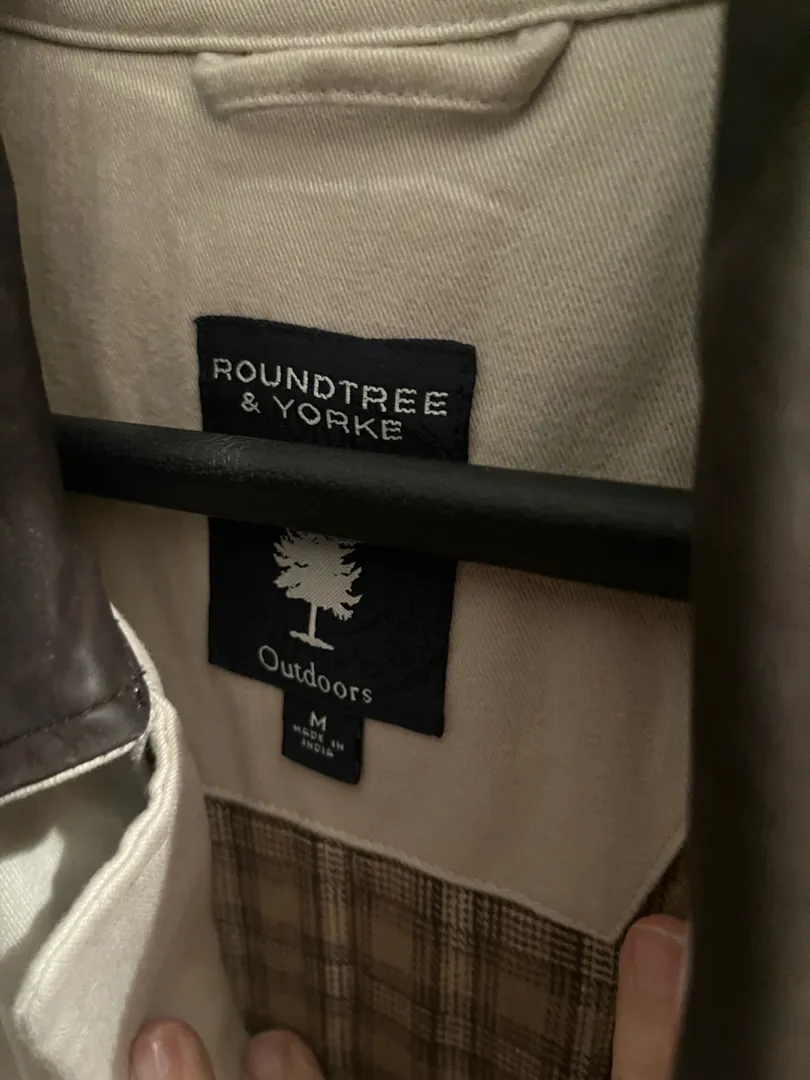 ROUNDTREE
& YORKE
Outdoors
M
MADE IN
INDIA